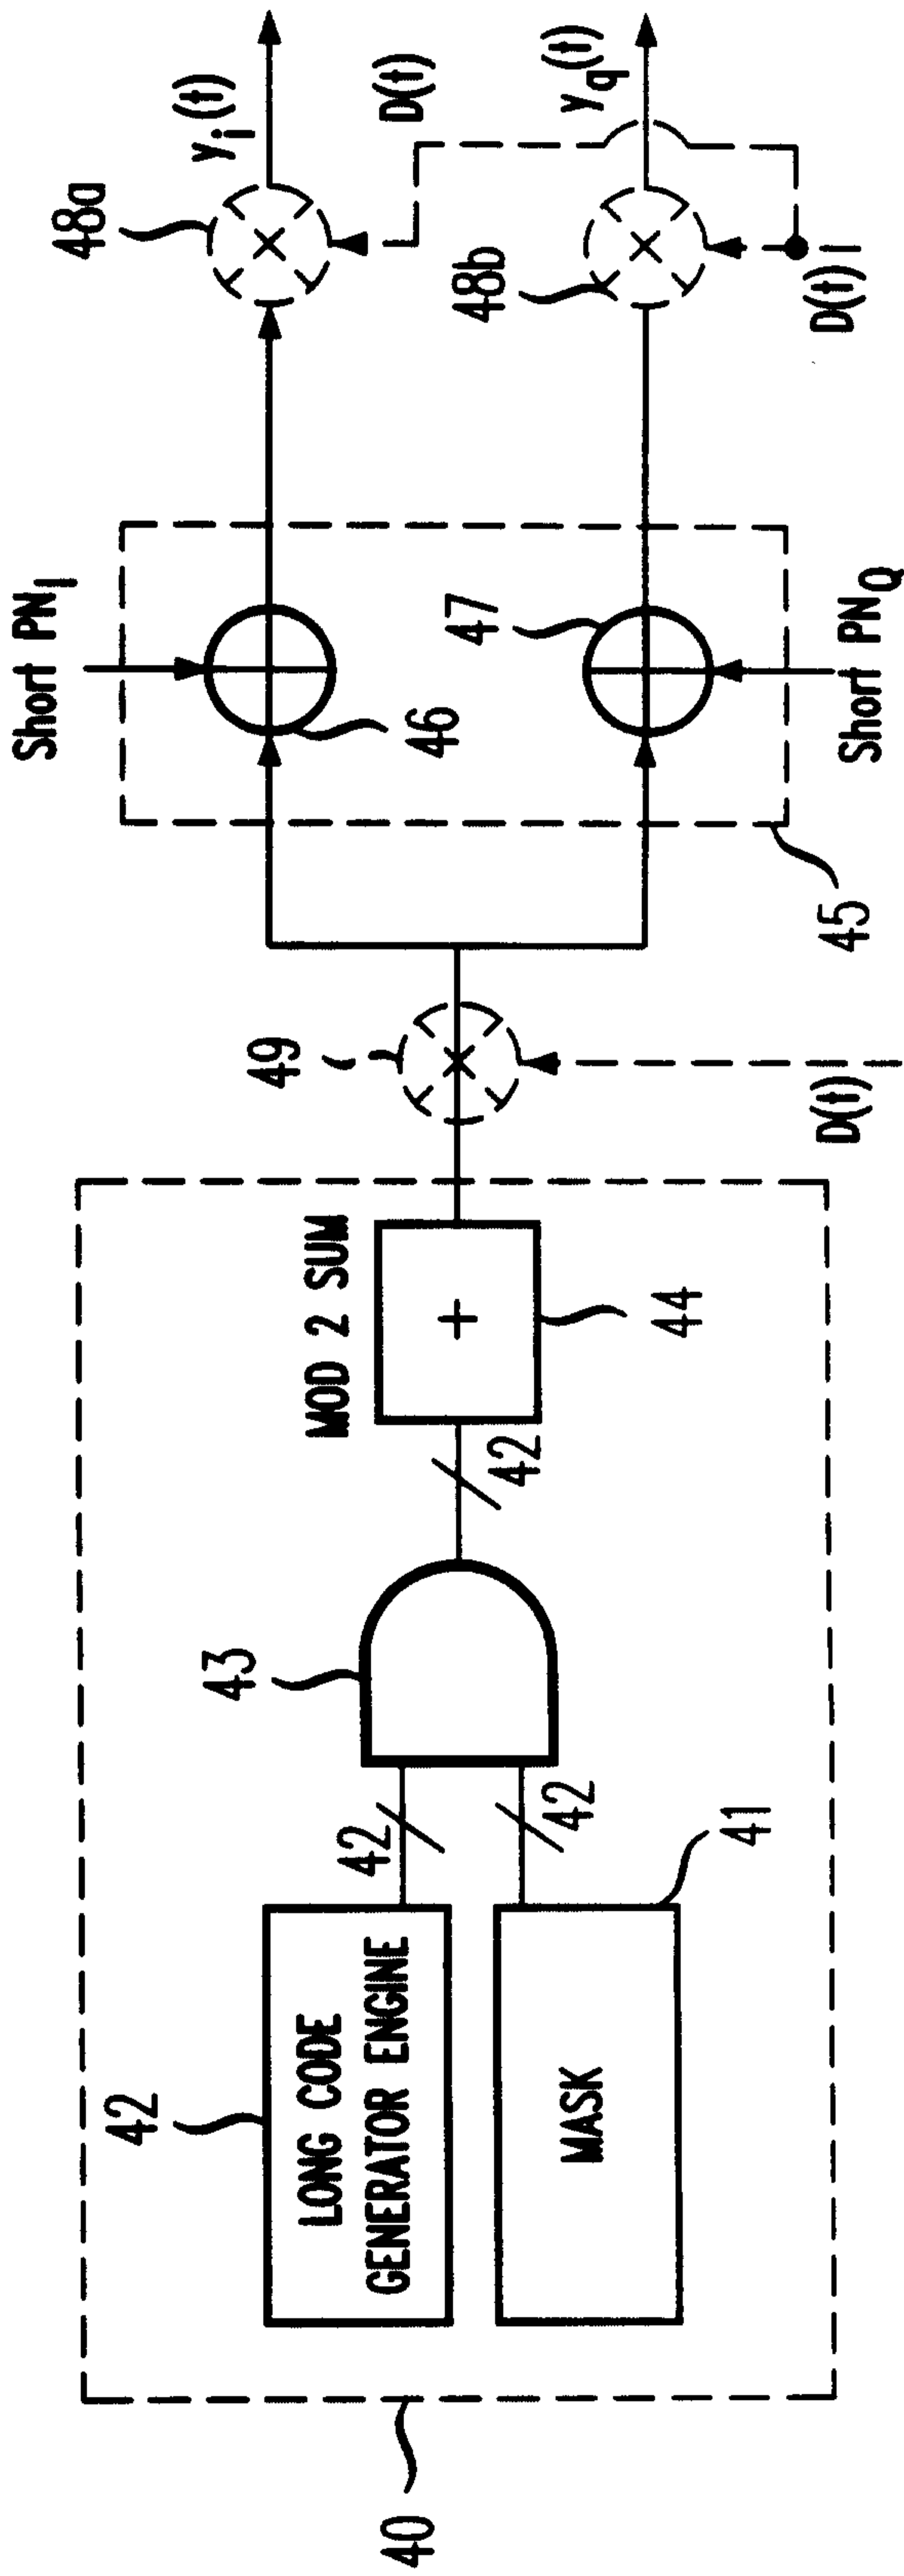 40
42
LONG CODE
GENERATOR ENGINE
MASK
41
42
42
43
42
MOD 2 SUM
44
49
D(t)
45
Short PN_I
46
47
Short PN_Q
48a
y_i(t)
D(t)
48b
y_q(t)
D(t)